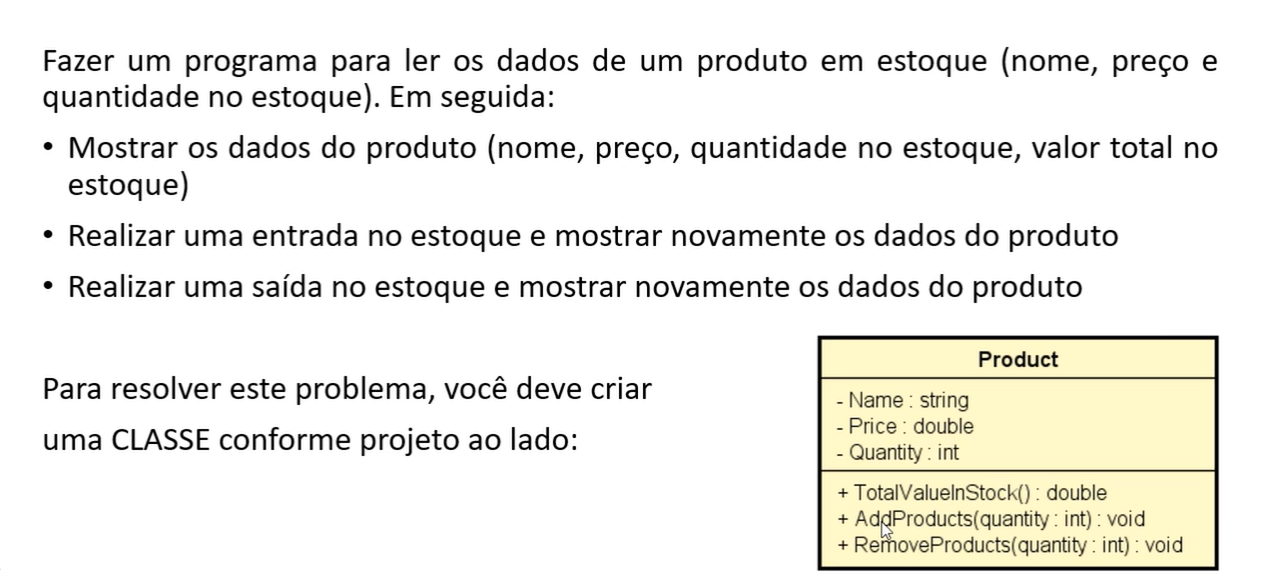 Fazer um programa para ler os dados de um produto em estoque (nome, preço e
quantidade no estoque). Em seguida:
• Mostrar os dados do produto (nome, preço, quantidade no estoque, valor total no
estoque)
• Realizar uma entrada no estoque e mostrar novamente os dados do produto
• Realizar uma saída no estoque e mostrar novamente os dados do produto
Para resolver este problema, você deve criar
uma CLASSE conforme projeto ao lado:
Product
- Name : string
- Price : double
- Quantity : int
+ TotalValueInStock() : double
+ AddProducts(quantity : int) : void
+ RemoveProducts(quantity : int) : void